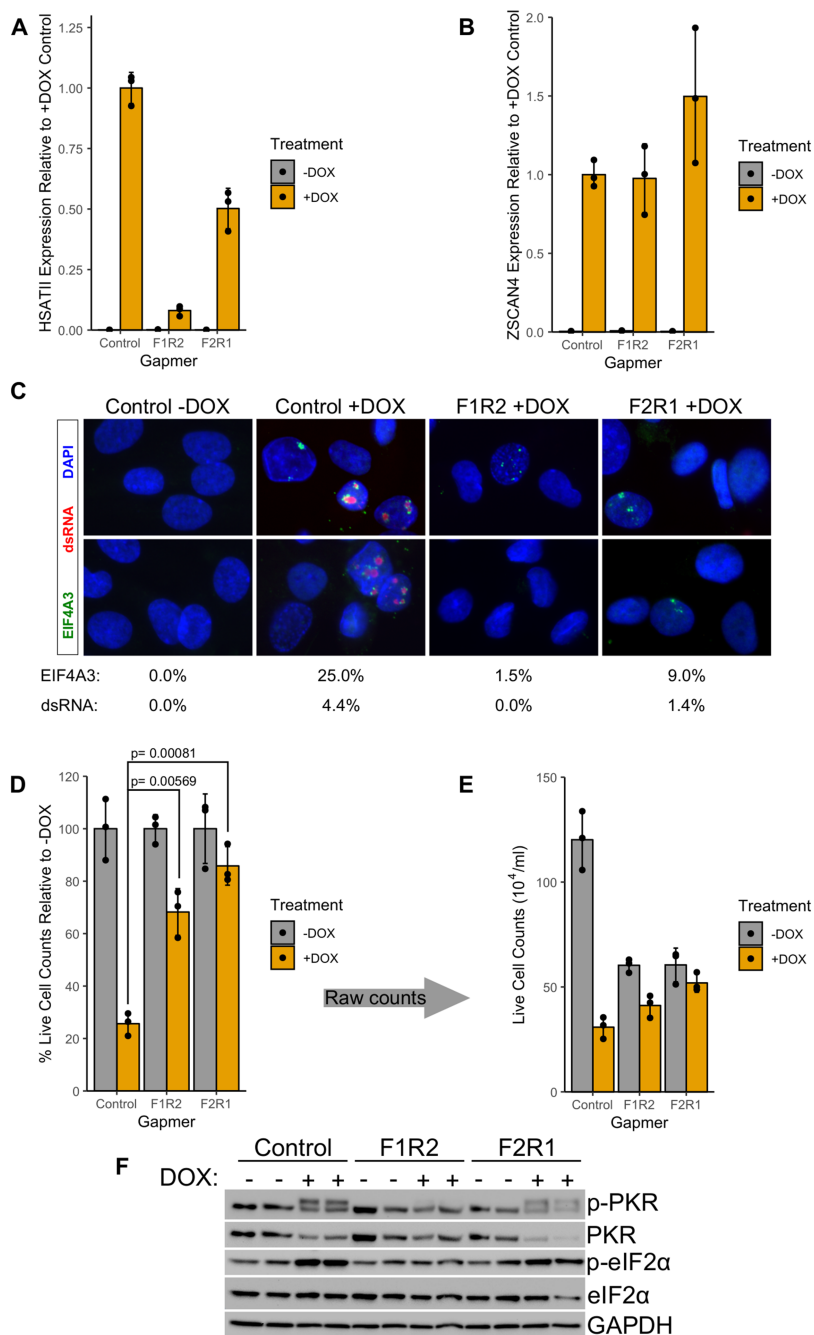 A
HSATII Expression Relative to +DOX Control
1.25
1.00
0.75
0.50
0.25
0.00
Control F1R2 F2R1
Gapmer
Treatment
-DOX
+DOX
B
ZSCAN4 Expression Relative to +DOX Control
2.0
1.5
1.0
0.5
0.0
Control F1R2 F2R1
Gapmer
Treatment
-DOX
+DOX
C
Control -DOX Control +DOX F1R2 +DOX F2R1 +DOX
EIF4A3 dsRNA DAPI
EIF4A3: 0.0% 25.0% 1.5% 9.0%
dsRNA: 0.0% 4.4% 0.0% 1.4%
D
% Live Cell Counts Relative to -DOX
p= 0.00081
p= 0.00569
120
100
80
60
40
20
0
Control F1R2 F2R1
Gapmer
Treatment
-DOX
+DOX
Raw counts
E
Live Cell Counts (10⁴/ml)
150
100
50
0
Control F1R2 F2R1
Gapmer
Treatment
-DOX
+DOX
F
Control F1R2 F2R1
DOX: - - + + - - + + - - + +
p-PKR
PKR
p-eIF2α
eIF2α
GAPDH